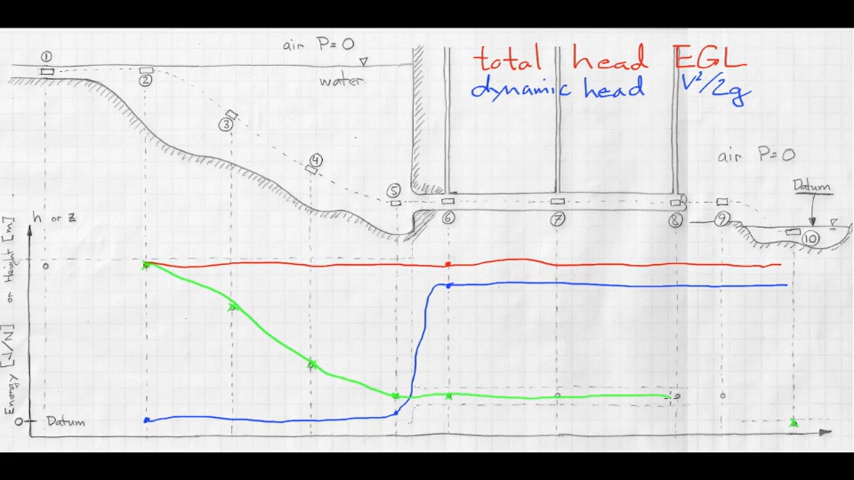 air P=0
total head EGL
dynamic head V²/2g
water
①
②
③
④
⑤
⑥
⑦
⑧
⑨
⑩
air P=0
Datum
h or z
Energy [J/N] or Height [m]
0
Datum